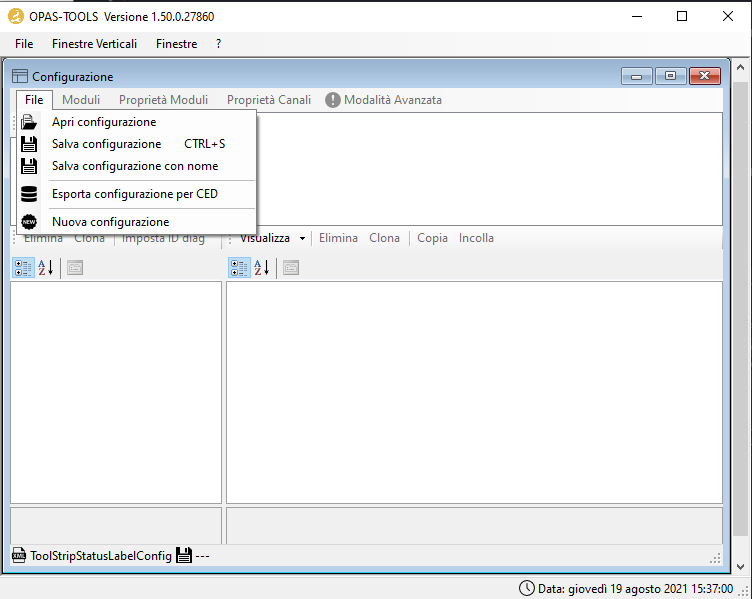 OPAS-TOOLS Versione 1.50.0.27860
File Finestre Verticali Finestre ?
Configurazione
File Moduli Proprietà Moduli Proprietà Canali Modalità Avanzata
Apri configurazione
Salva configurazione CTRL+S
Salva configurazione con nome
Esporta configurazione per CED
NEW Nuova configurazione
Elimina Clona Imposta ID diag Visualizza Elimina Clona Copia Incolla
XML ToolStripStatusLabelConfig ---
Data: giovedì 19 agosto 2021 15:37:00